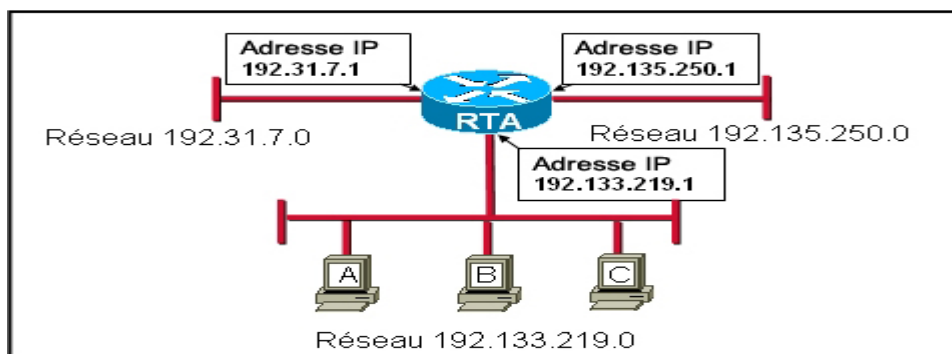 Adresse IP
192.31.7.1
Adresse IP
192.135.250.1
RTA
Réseau 192.31.7.0
Réseau 192.135.250.0
Adresse IP
192.133.219.1
A
B
C
Réseau 192.133.219.0